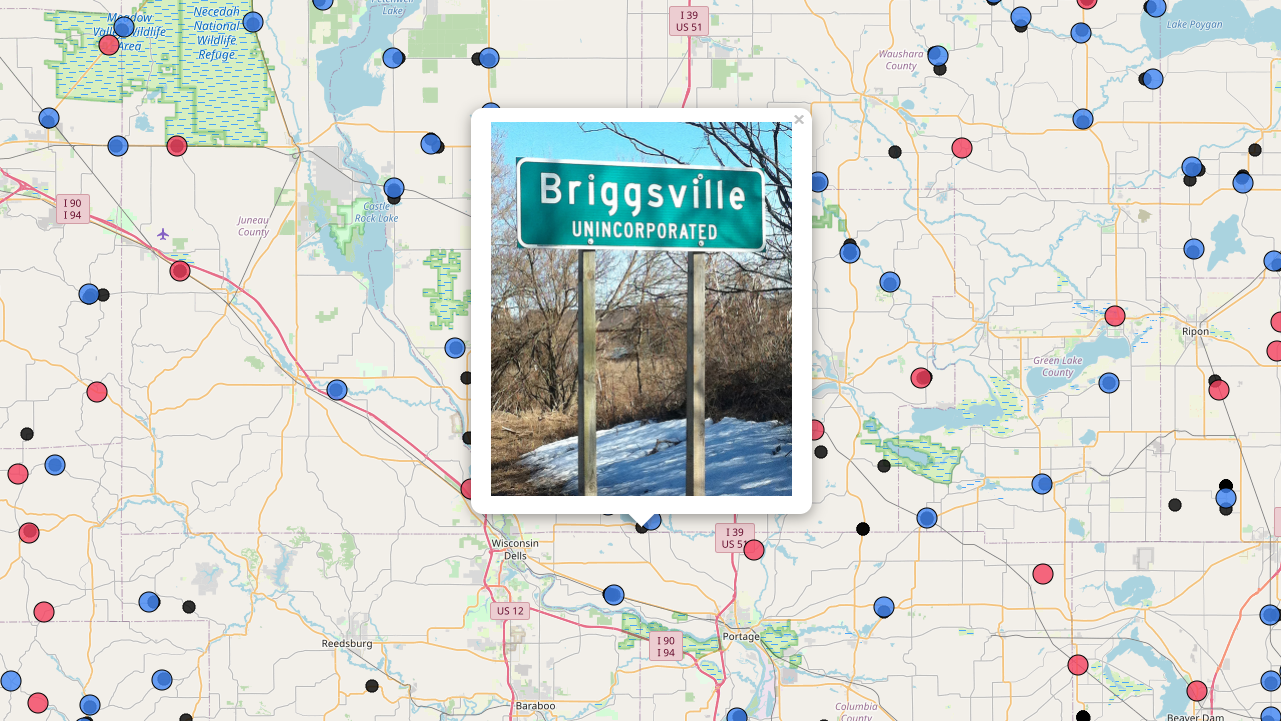 Petenwell
Lake
Meadow
Valley Wildlife
Area
Necedah
National
Wildlife
Refuge
I 39
US 51
Lake Poygan
Waushara
County
I 90
I 94
Juneau
County
Castle
Rock Lake
×
Briggsville
UNINCORPORATED
Ripon
Green Lake
County
Wisconsin
Dells
I 39
US 51
US 12
Reedsburg
I 90
I 94
Portage
Baraboo
Columbia
County
Beaver Dam